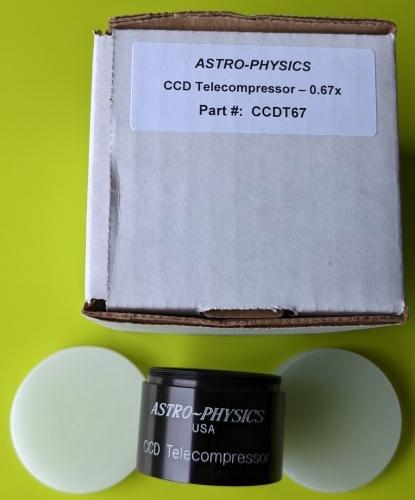 ASTRO-PHYSICS
CCD Telecompressor – 0.67x
Part #: CCDT67
ASTRO~PHYSICS
USA
CCD Telecompressor